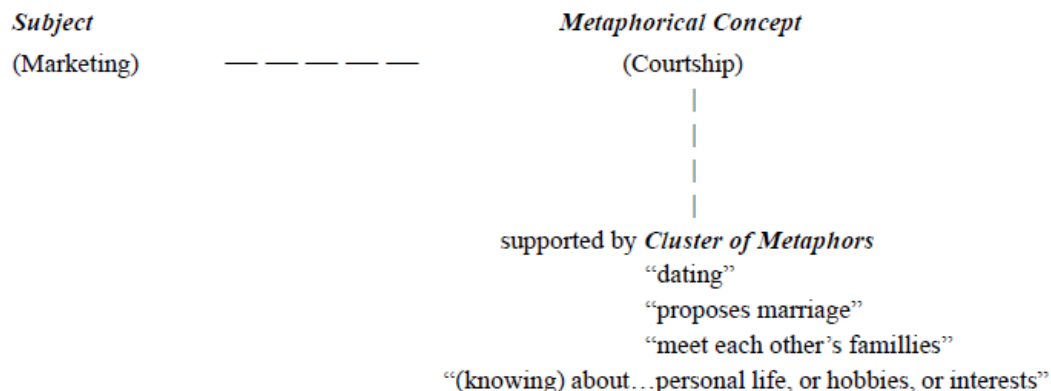 Subject Metaphorical Concept
(Marketing) — — — — — (Courtship)
supported by Cluster of Metaphors
“dating”
“proposes marriage”
“meet each other’s famillies”
“(knowing) about…personal life, or hobbies, or interests”